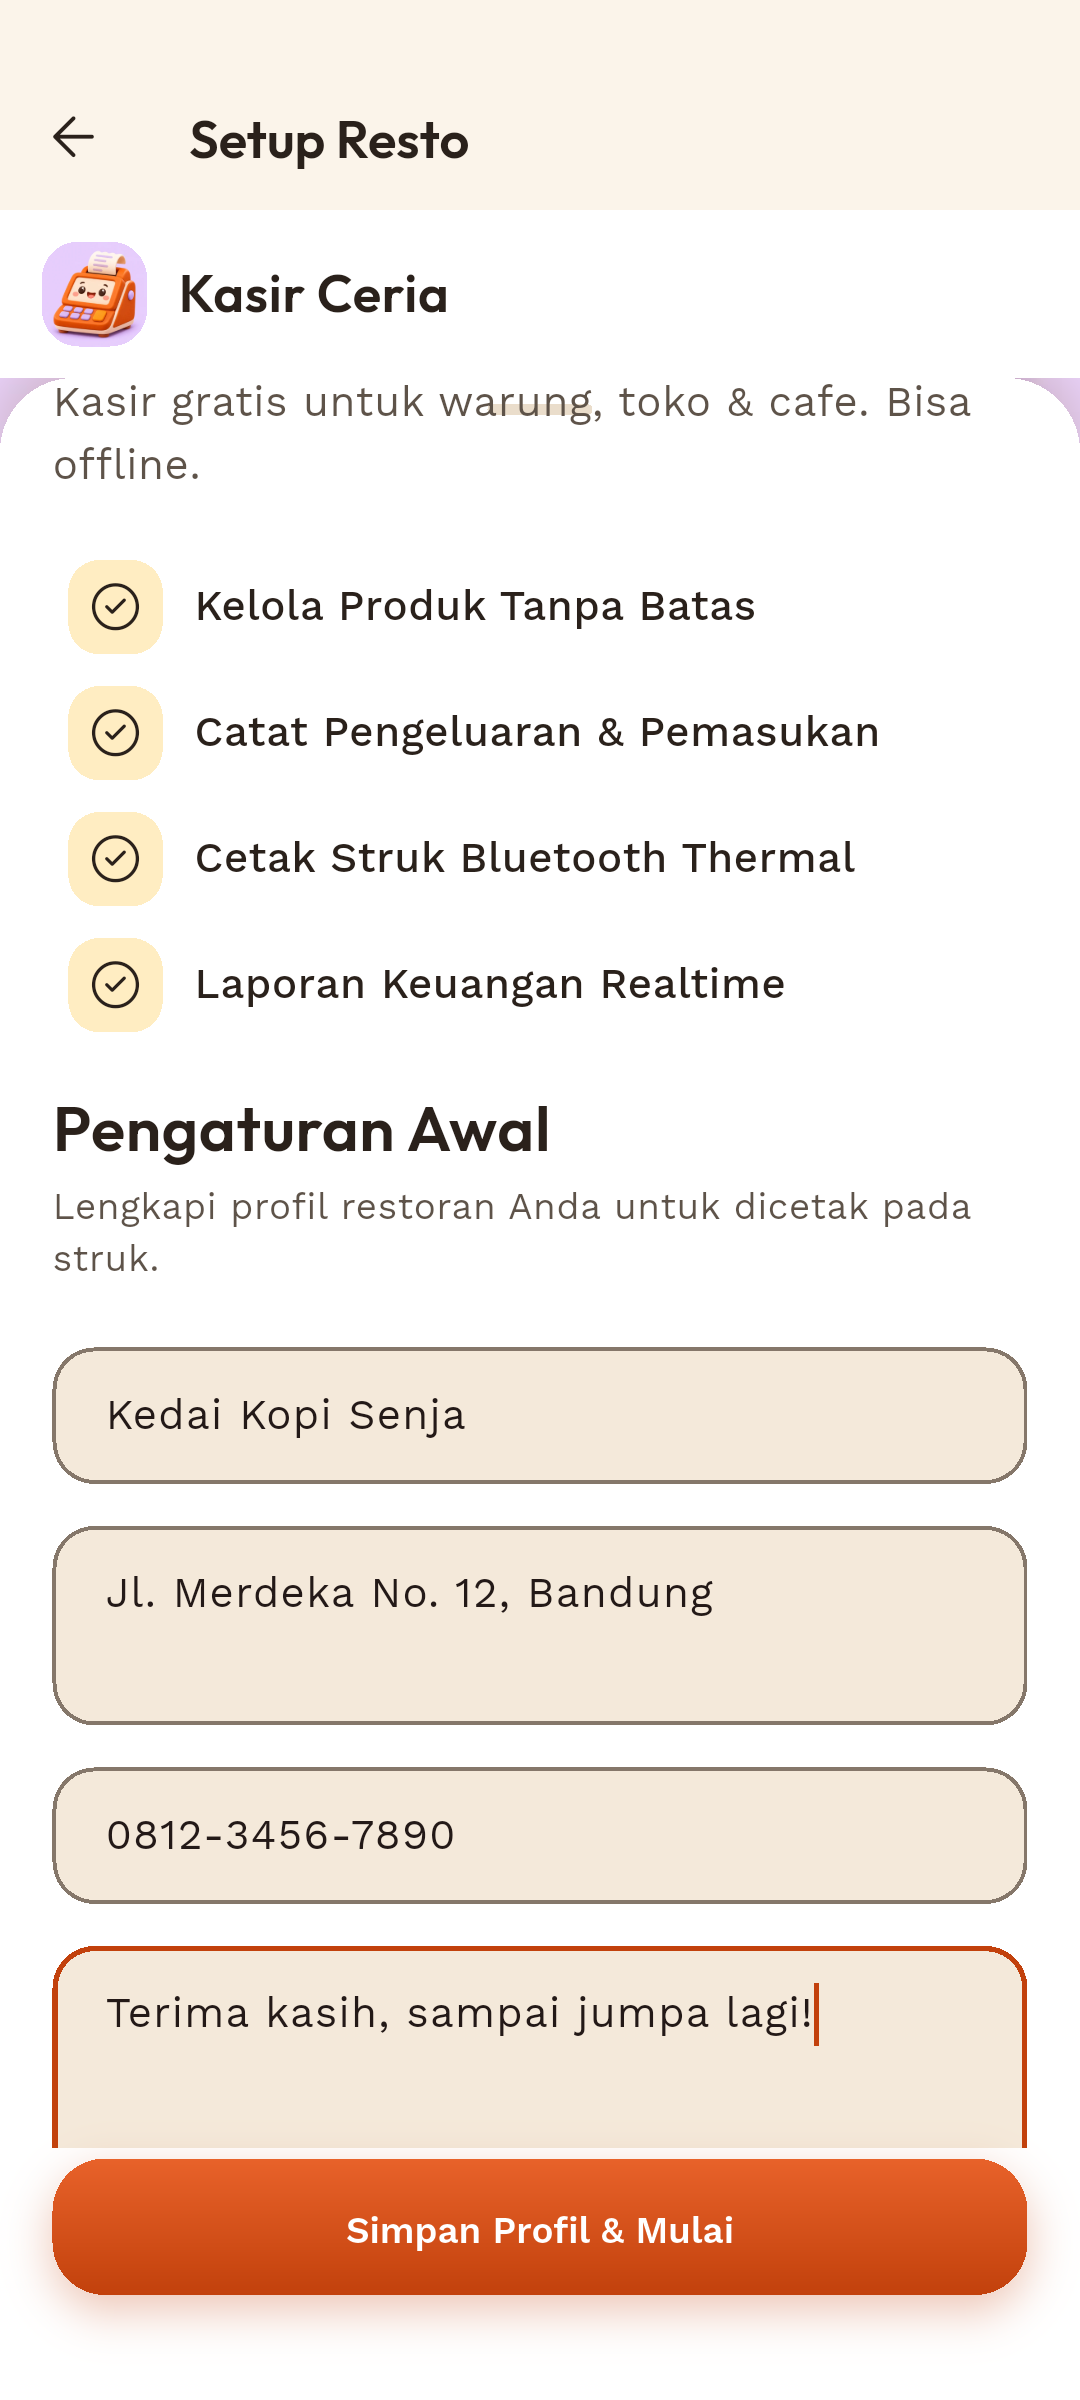 Setup Resto
Kasir Ceria
Kasir gratis untuk warung, toko & cafe. Bisa
offline.
Kelola Produk Tanpa Batas
Catat Pengeluaran & Pemasukan
Cetak Struk Bluetooth Thermal
Laporan Keuangan Realtime
Pengaturan Awal
Lengkapi profil restoran Anda untuk dicetak pada
struk.
Kedai Kopi Senja
Jl. Merdeka No. 12, Bandung
0812-3456-7890
Terima kasih, sampai jumpa lagi!
Simpan Profil & Mulai